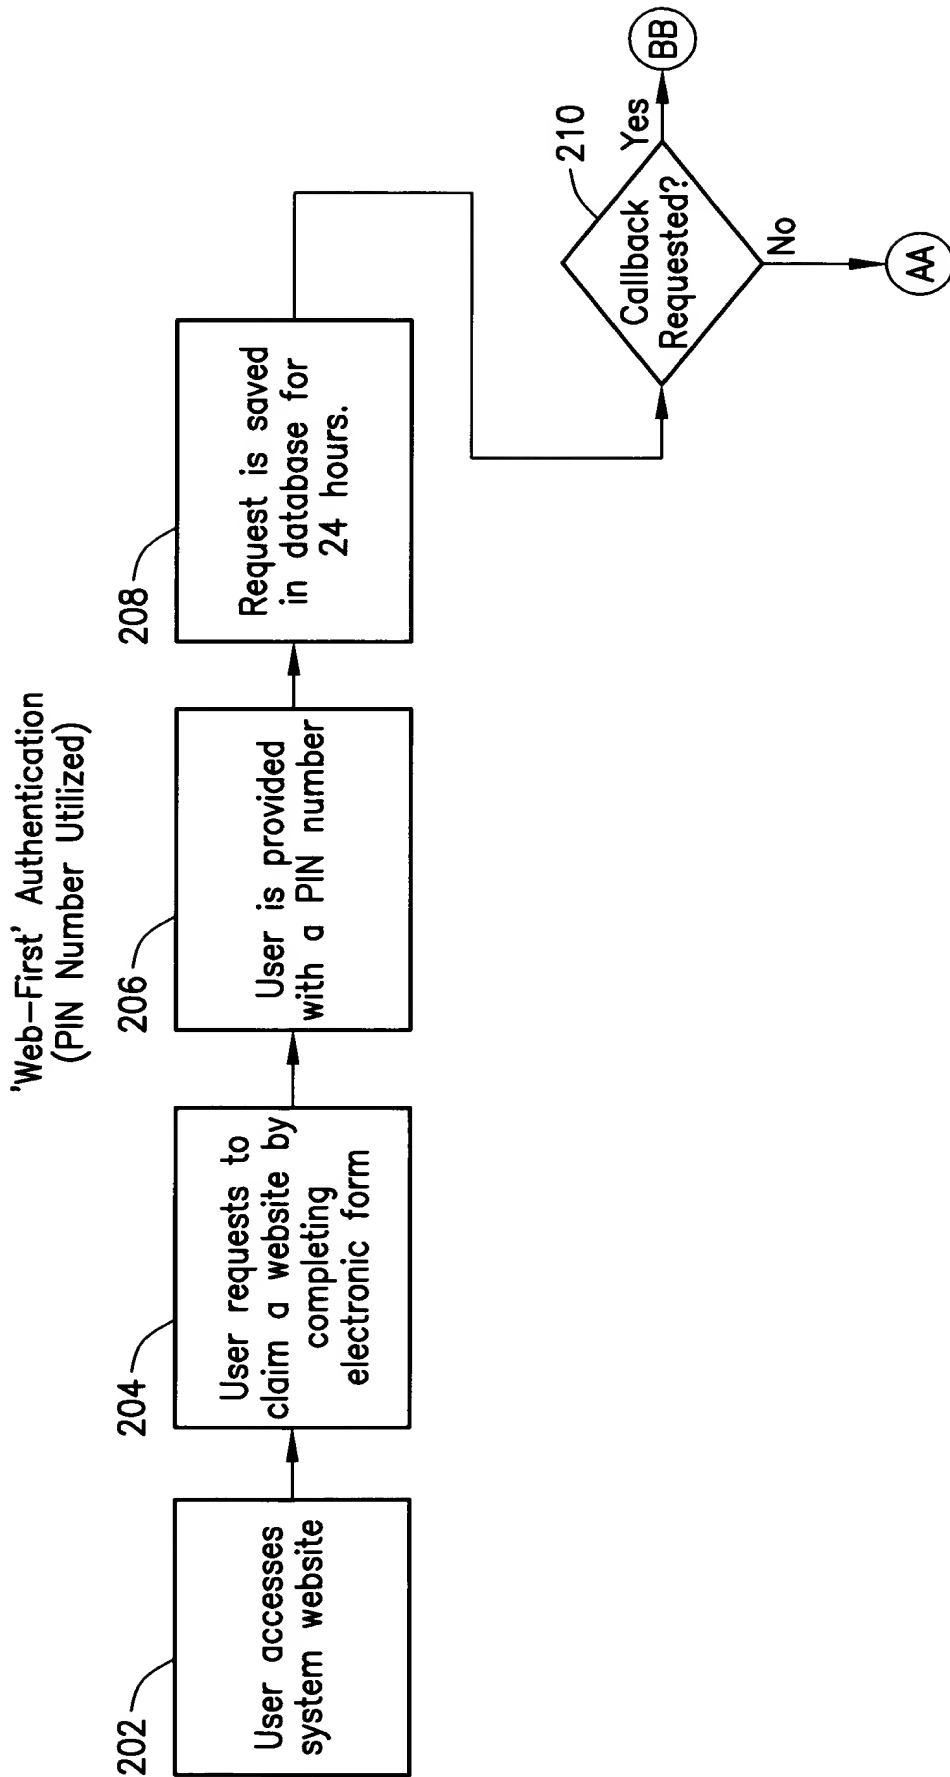 'Web-First' Authentication
(PIN Number Utilized)
202
User accesses
system website
204
User requests to
claim a website by
completing
electronic form
206
User is provided
with a PIN number
208
Request is saved
in database for
24 hours.
210
Callback
Requested?
Yes
BB
No
AA